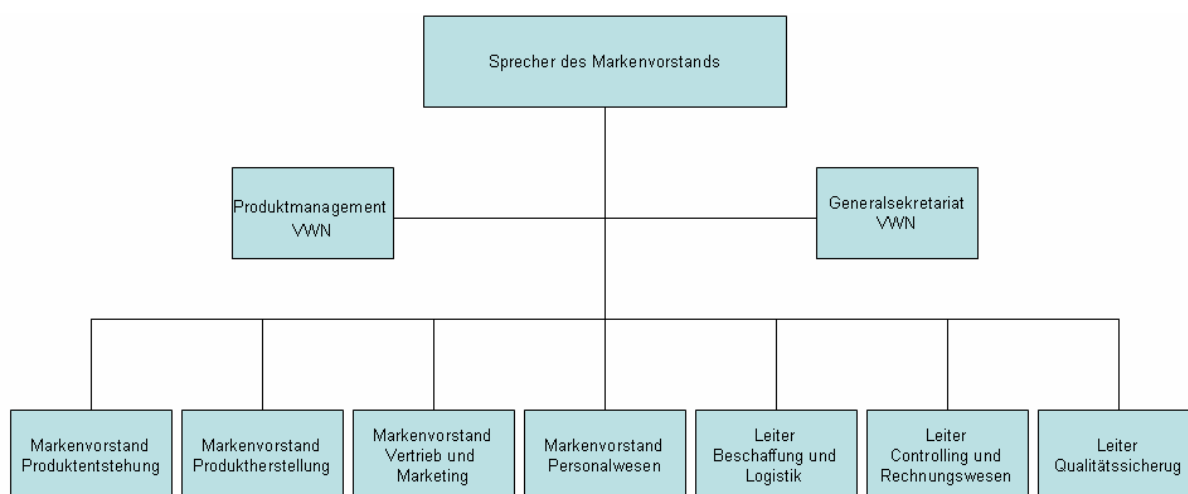 Sprecher des Markenvorstands
Produktmanagement
VWN
Generalsekretariat
VWN
Markenvorstand
Produktentstehung
Markenvorstand
Produktherstellung
Markenvorstand
Vertrieb und
Marketing
Markenvorstand
Personalwesen
Leiter
Beschaffung und
Logistik
Leiter
Controlling und
Rechnungswesen
Leiter
Qualitätssicherug